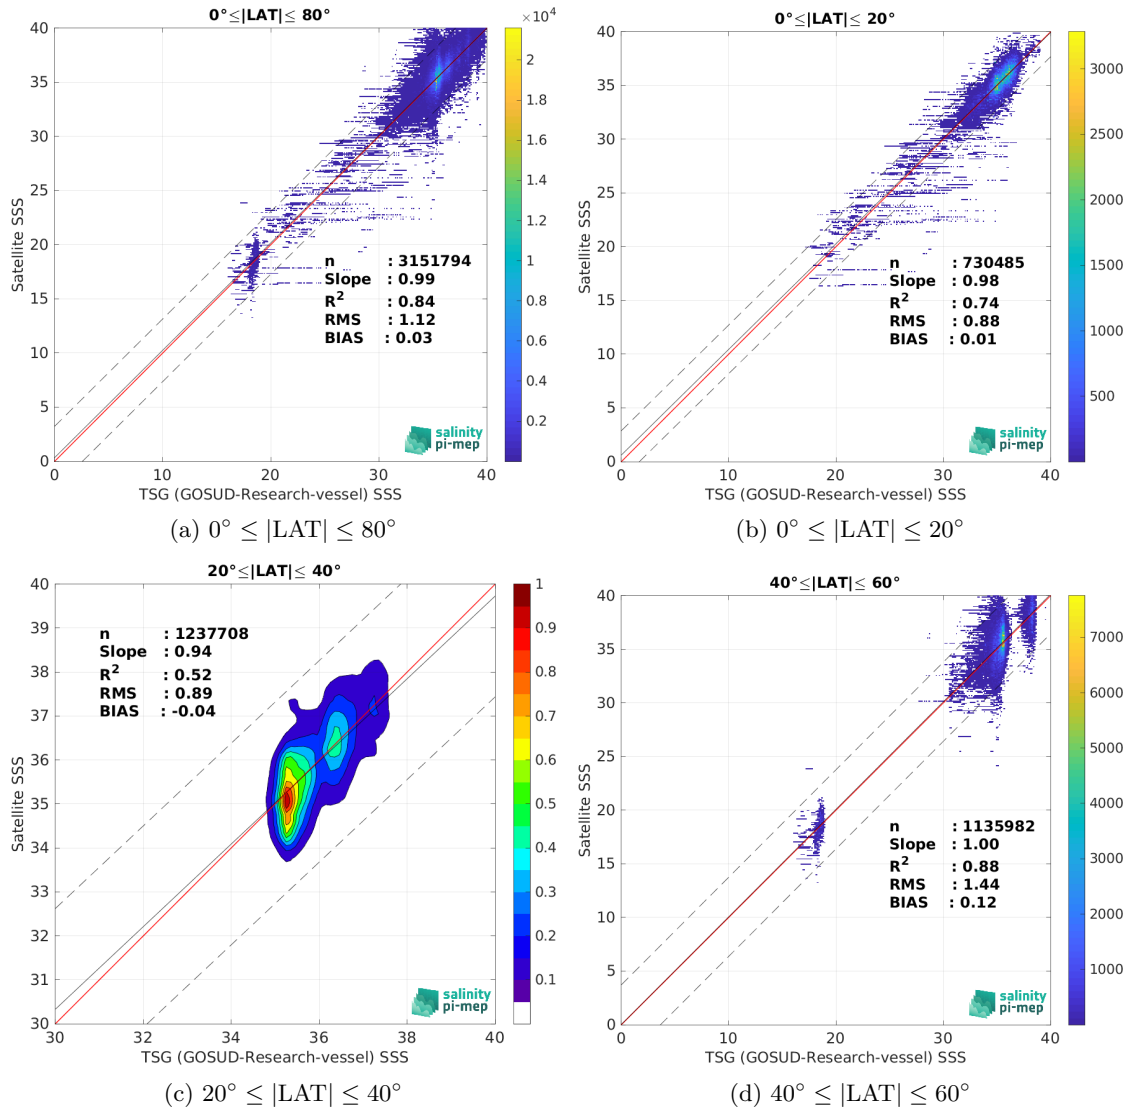 0°≤|LAT|≤ 80°
×10⁴
40
35
30
25
20
15
10
5
0
0
10
20
30
40
Satellite SSS
TSG (GOSUD-Research-vessel) SSS
n : 3151794
Slope : 0.99
R² : 0.84
RMS : 1.12
BIAS : 0.03
salinity
pi-mep
2
1.8
1.6
1.4
1.2
1
0.8
0.6
0.4
0.2
(a) 0° ≤ |LAT| ≤ 80°
0°≤|LAT|≤ 20°
40
35
30
25
20
15
10
5
0
0
10
20
30
40
Satellite SSS
TSG (GOSUD-Research-vessel) SSS
n : 730485
Slope : 0.98
R² : 0.74
RMS : 0.88
BIAS : 0.01
salinity
pi-mep
3000
2500
2000
1500
1000
500
(b) 0° ≤ |LAT| ≤ 20°
20°≤|LAT|≤ 40°
40
39
38
37
36
35
34
33
32
31
30
30
32
34
36
38
40
Satellite SSS
TSG (GOSUD-Research-vessel) SSS
n : 1237708
Slope : 0.94
R² : 0.52
RMS : 0.89
BIAS : -0.04
salinity
pi-mep
1
0.9
0.8
0.7
0.6
0.5
0.4
0.3
0.2
0.1
(c) 20° ≤ |LAT| ≤ 40°
40°≤|LAT|≤ 60°
40
35
30
25
20
15
10
5
0
0
10
20
30
40
Satellite SSS
TSG (GOSUD-Research-vessel) SSS
n : 1135982
Slope : 1.00
R² : 0.88
RMS : 1.44
BIAS : 0.12
salinity
pi-mep
7000
6000
5000
4000
3000
2000
1000
(d) 40° ≤ |LAT| ≤ 60°